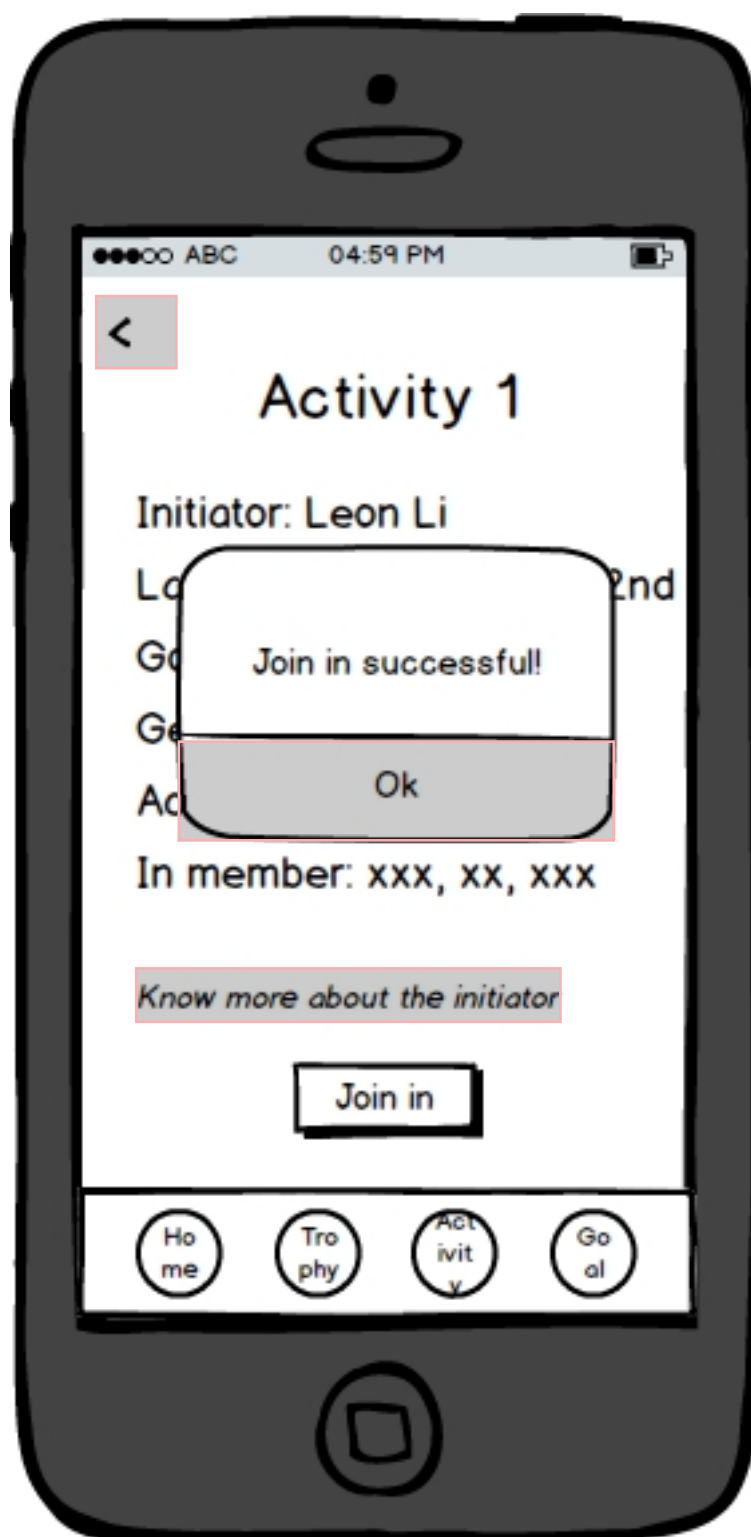 ABC 04:59 PM
<
Activity 1
Initiator: Leon Li
2nd
Join in successful!
Ok
In member: xxx, xx, xxx
Know more about the initiator
Join in
Ho
me
Tro
phy
Act
ivit
y
Go
al